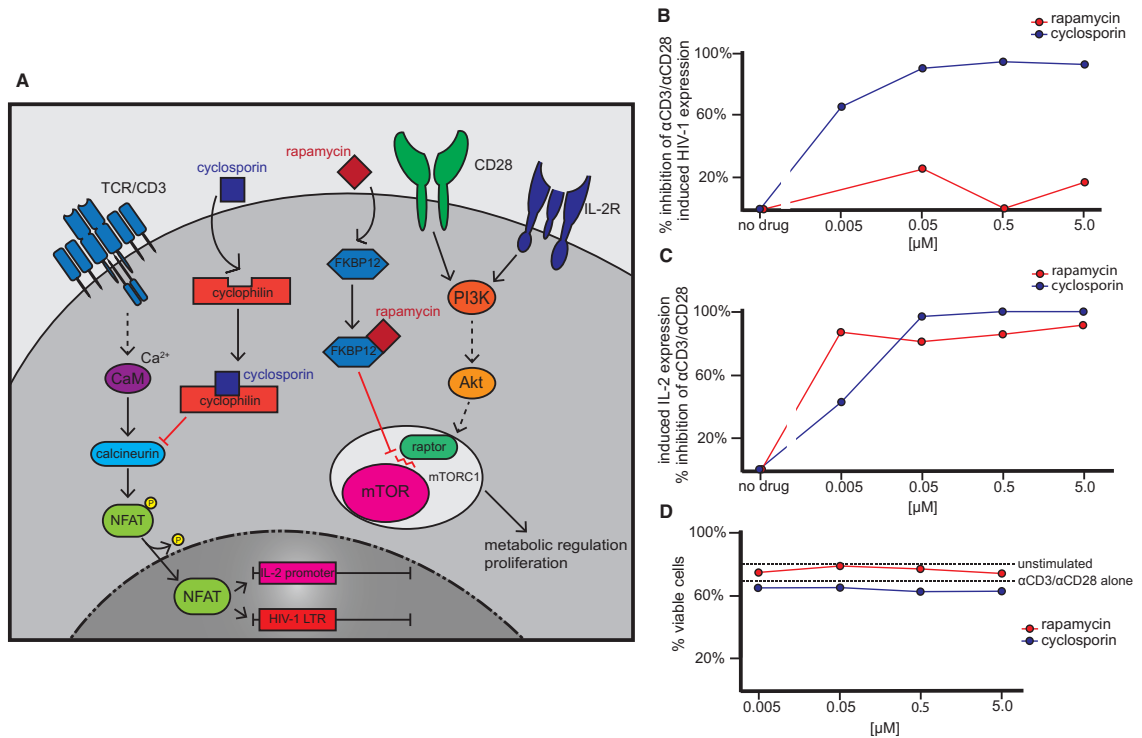 A
TCR/CD3
cyclosporin
rapamycin
CD28
IL-2R
FKBP12
cyclophilin
PI3K
rapamycin
FKBP12
Ca²⁺
CaM
cyclosporin
cyclophilin
Akt
calcineurin
raptor
mTORC1
mTOR
NFAT
P
P
metabolic regulation
proliferation
NFAT
IL-2 promoter
HIV-1 LTR
B
rapamycin
cyclosporin
% inhibition of αCD3/αCD28
induced HIV-1 expression
100%
60%
20%
no drug
0.005
0.05
0.5
5.0
[µM]
C
rapamycin
cyclosporin
induced IL-2 expression
% inhibition of αCD3/αCD28
100%
60%
20%
no drug
0.005
0.05
0.5
5.0
[µM]
D
% viable cells
100%
60%
20%
unstimulated
αCD3/αCD28 alone
rapamycin
cyclosporin
0.005
0.05
0.5
5.0
[µM]